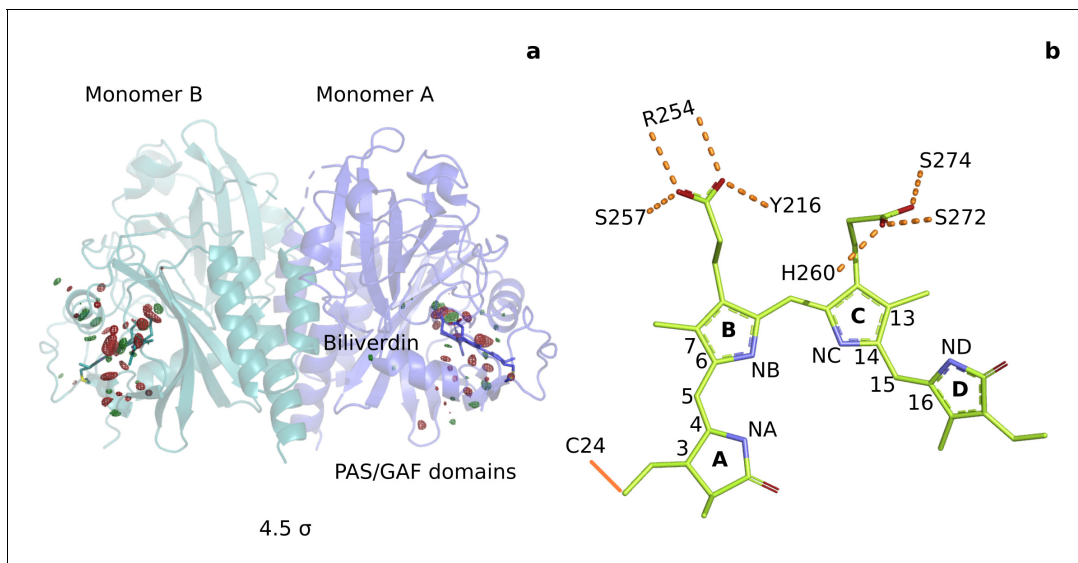 a
Monomer B
Monomer A
Biliverdin
PAS/GAF domains
4.5 σ
b
R254
S274
S257
Y216
S272
H260
B
C
13
7
6
NB
NC
14
ND
5
15
16
D
4
NA
C24
3
A